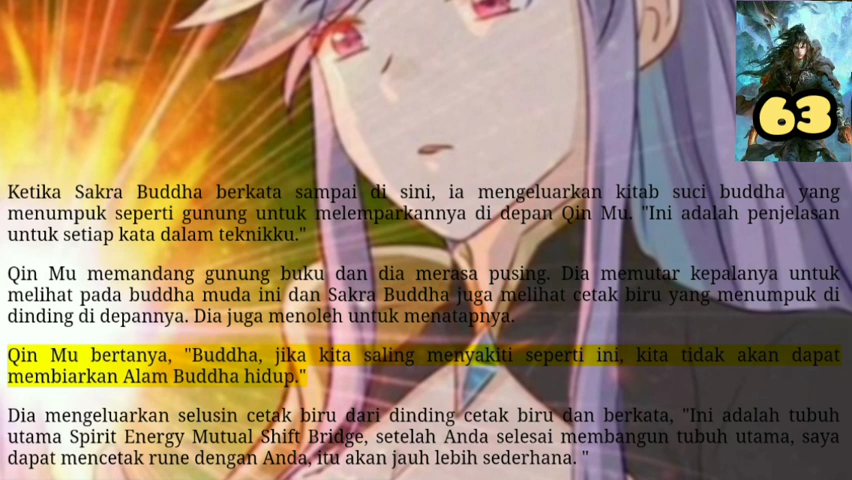 63
Ketika Sakra Buddha berkata sampai di sini, ia mengeluarkan kitab suci buddha yang
menumpuk seperti gunung untuk melemparkannya di depan Qin Mu. "Ini adalah penjelasan
untuk setiap kata dalam teknikku."
Qin Mu memandang gunung buku dan dia merasa pusing. Dia memutar kepalanya untuk
melihat pada buddha muda ini dan Sakra Buddha juga melihat cetak biru yang menumpuk di
dinding di depannya. Dia juga menoleh untuk menatapnya.
Qin Mu bertanya, "Buddha, jika kita saling menyakiti seperti ini, kita tidak akan dapat
membiarkan Alam Buddha hidup."
Dia mengeluarkan selusin cetak biru dari dinding cetak biru dan berkata, "Ini adalah tubuh
utama Spirit Energy Mutual Shift Bridge, setelah Anda selesai membangun tubuh utama, saya
dapat mencetak rune dengan Anda, itu akan jauh lebih sederhana. "